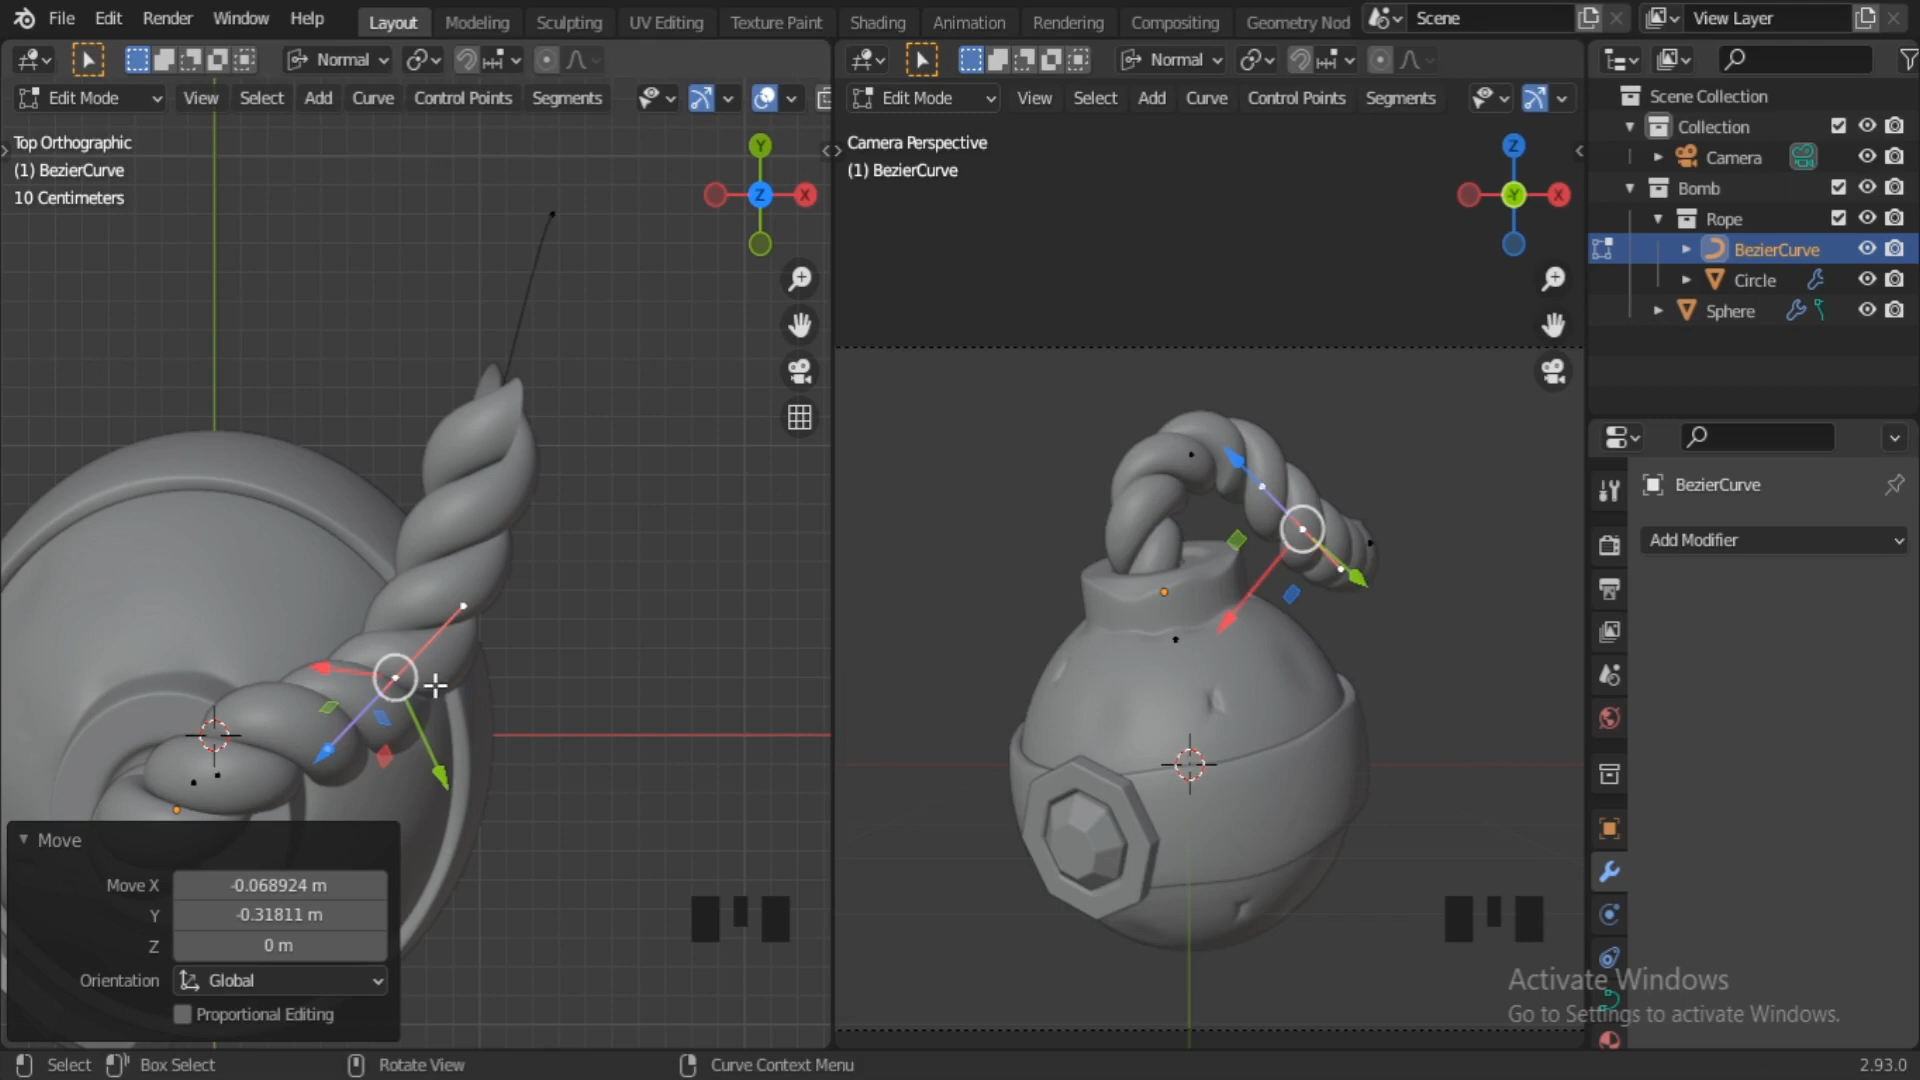 File Edit Render Window Help
Layout Modeling Sculpting UV Editing Texture Paint Shading Animation Rendering Compositing Geometry Nod
Scene
View Layer
Normal
Normal
Edit Mode View Select Add Curve Control Points Segments
Edit Mode View Select Add Curve Control Points Segments
Top Orthographic
(1) BezierCurve
10 Centimeters
Y
Z
X
Camera Perspective
(1) BezierCurve
Z
Y
X
Scene Collection
Collection
Camera
Bomb
Rope
BezierCurve
Circle
Sphere
BezierCurve
Add Modifier
Move
Move X -0.068924 m
Y -0.31811 m
Z 0 m
Orientation Global
Proportional Editing
Activate Windows
Go to Settings to activate Windows.
Select Box Select Rotate View Curve Context Menu 2.93.0